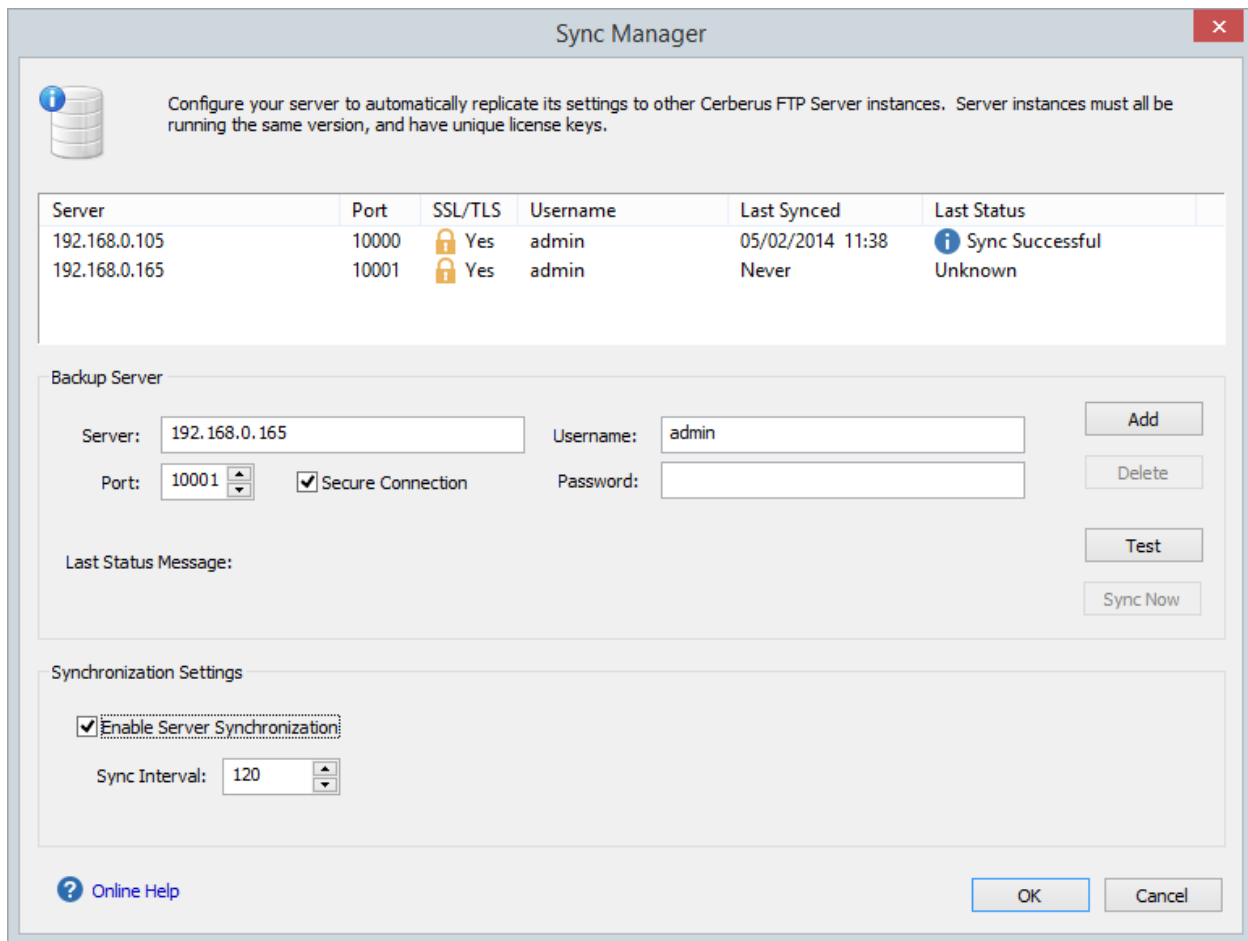 Sync Manager
Configure your server to automatically replicate its settings to other Cerberus FTP Server instances.  Server instances must all be
running the same version, and have unique license keys.
Server Port SSL/TLS Username Last Synced Last Status
192.168.0.105 10000 Yes admin 05/02/2014 11:38 Sync Successful
192.168.0.165 10001 Yes admin Never Unknown
Backup Server
Server: 192.168.0.165 Username: admin Add
Port: 10001 Secure Connection Password: Delete
Last Status Message: Test
Sync Now
Synchronization Settings
Enable Server Synchronization
Sync Interval: 120
Online Help OK Cancel